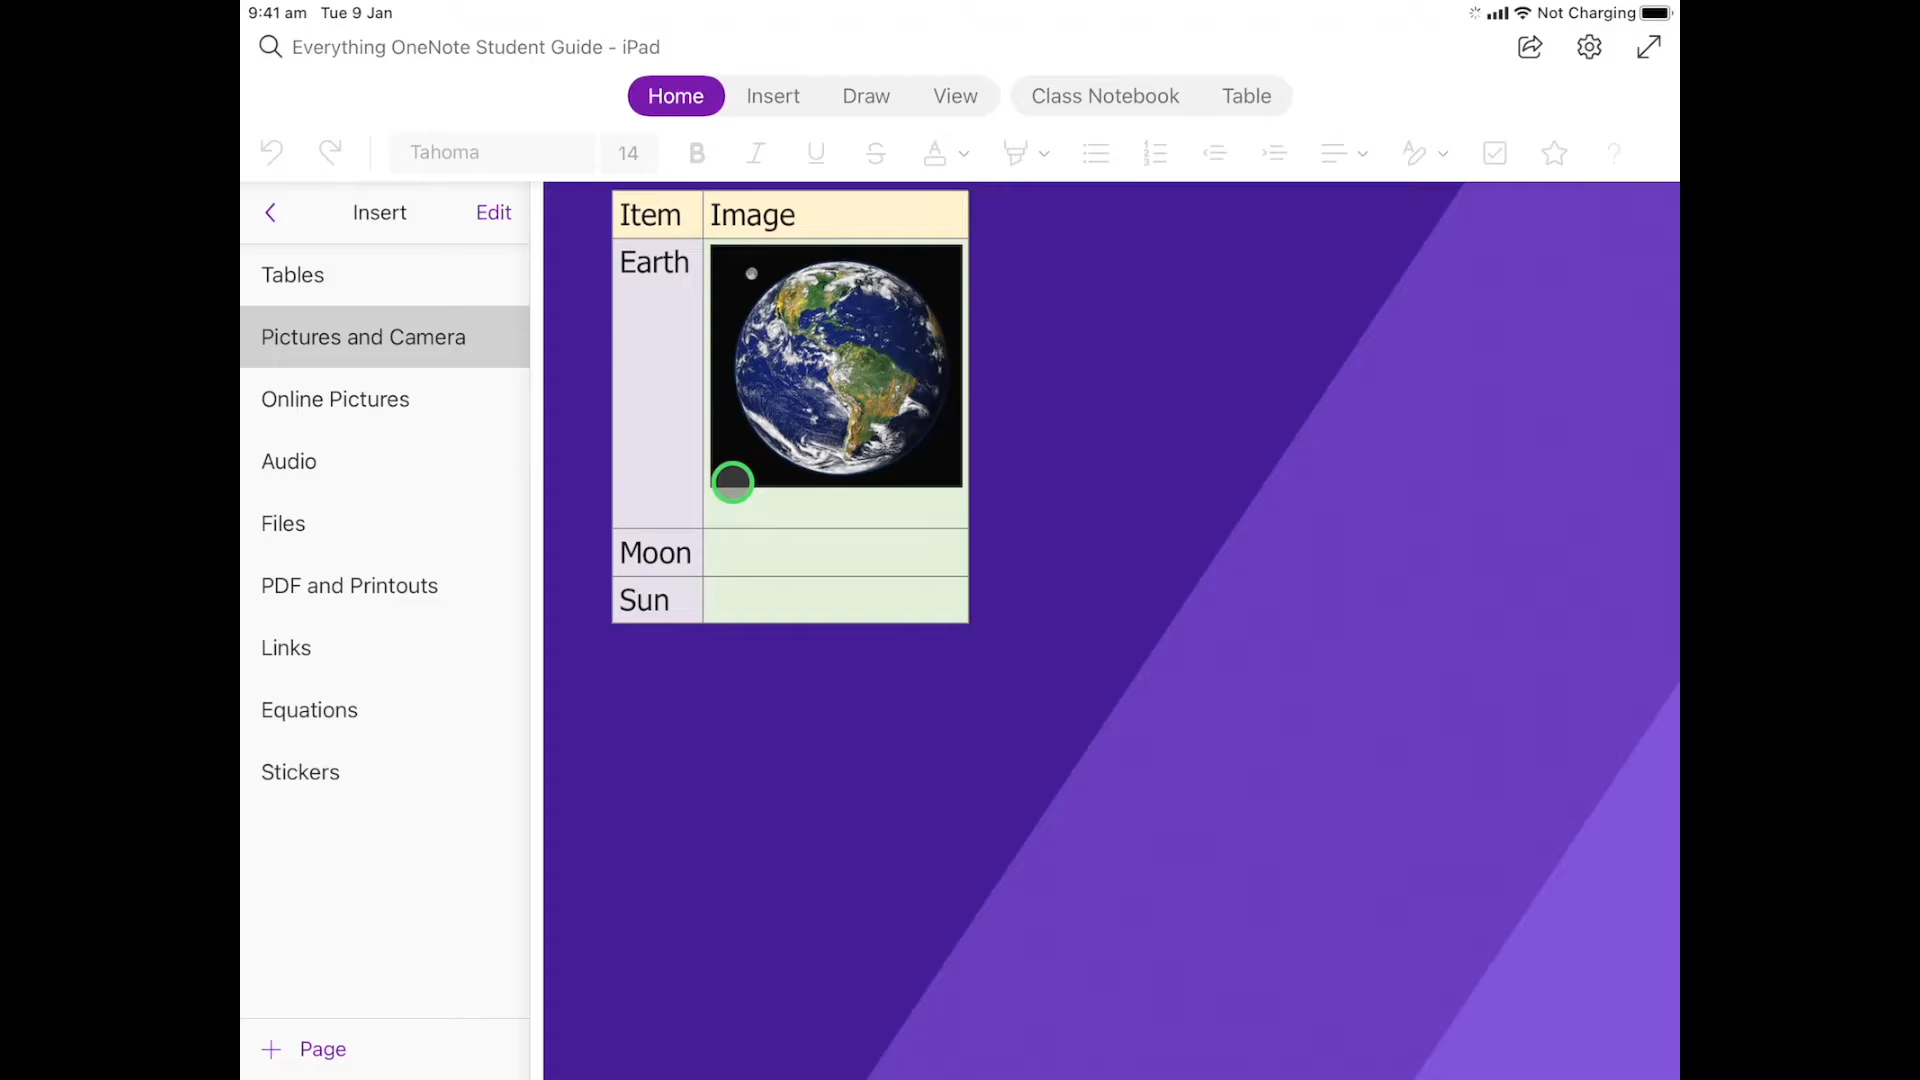 9:41 am Tue 9 Jan
Not Charging
Everything OneNote Student Guide - iPad
Home Insert Draw View Class Notebook Table
Tahoma 14 B I U S A A ?
Insert Edit
Tables
Pictures and Camera
Online Pictures
Audio
Files
PDF and Printouts
Links
Equations
Stickers
Page
Item Image
Earth
Moon
Sun